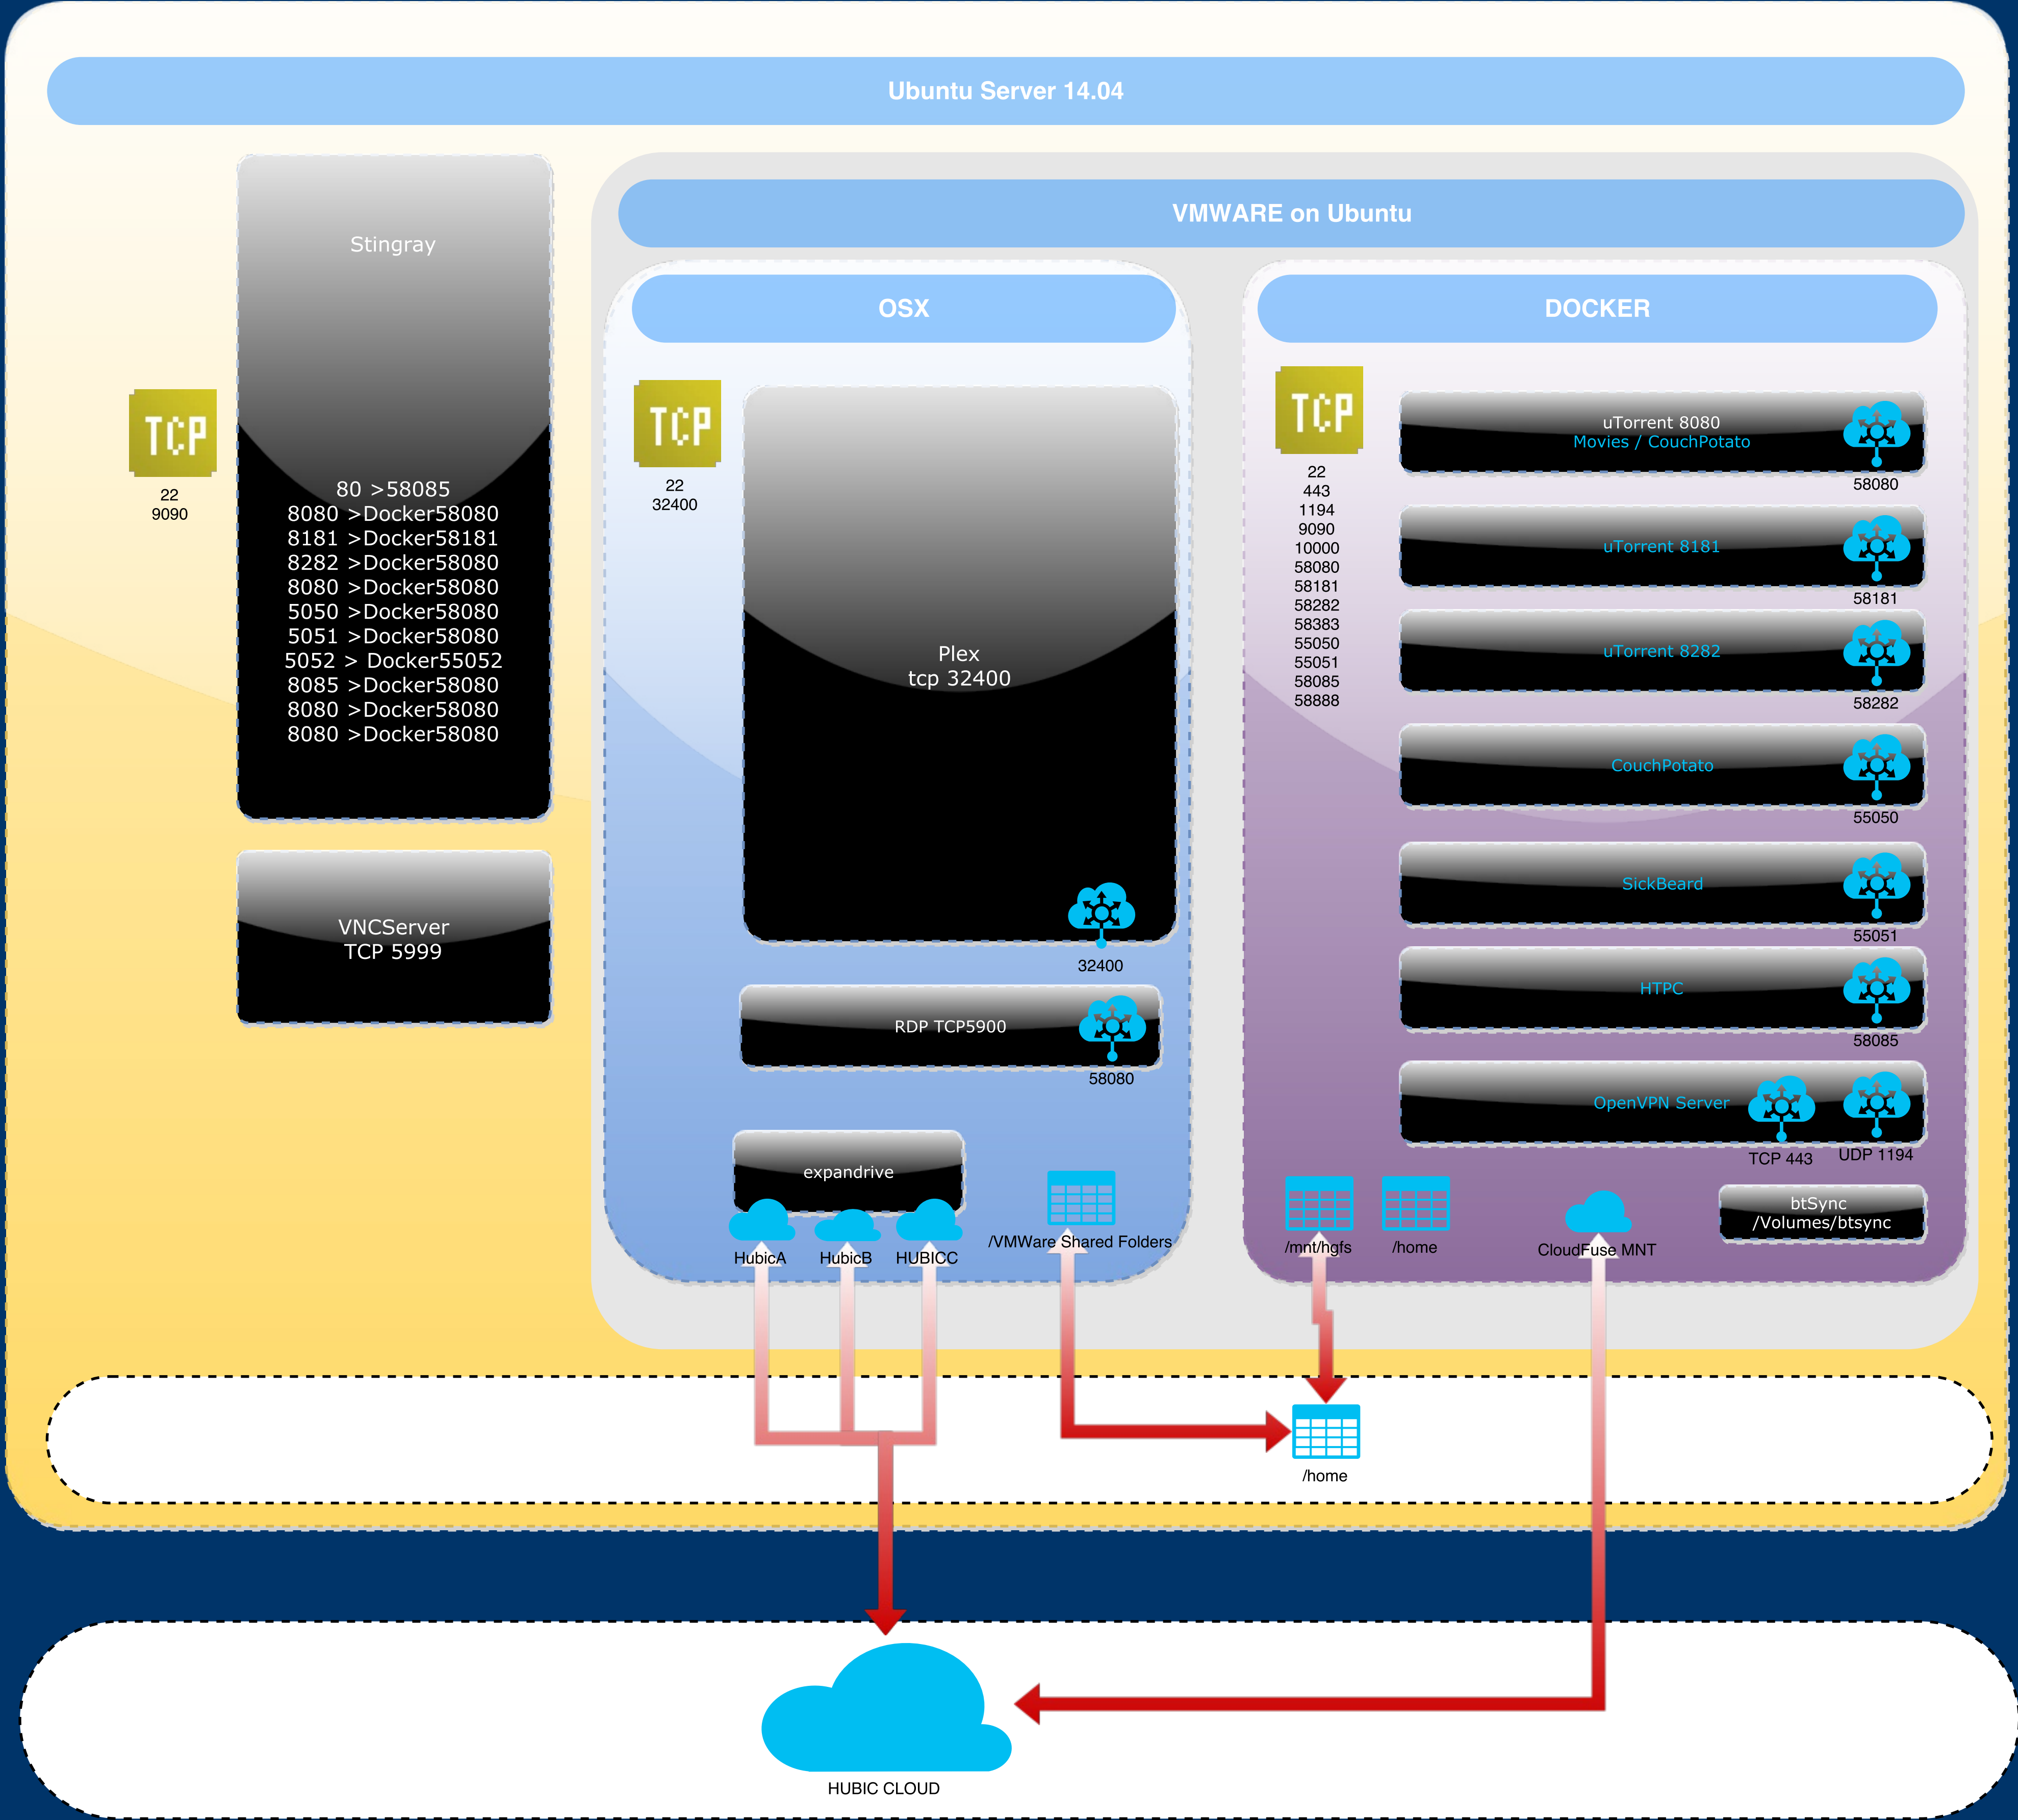 Ubuntu Server 14.04
VMWARE on Ubuntu
Stingray
80 >58085
8080 >Docker58080
8181 >Docker58181
8282 >Docker58080
8080 >Docker58080
5050 >Docker58080
5051 >Docker58080
5052 > Docker55052
8085 >Docker58080
8080 >Docker58080
8080 >Docker58080
TCP
22
9090
VNCServer
TCP 5999
OSX
TCP
22
32400
Plex
tcp 32400
32400
RDP TCP5900
58080
expandrive
HubicA
HubicB
HUBICC
/VMWare Shared Folders
DOCKER
TCP
22
443
1194
9090
10000
58080
58181
58282
58383
55050
55051
58085
58888
uTorrent 8080
Movies / CouchPotato
58080
uTorrent 8181
58181
uTorrent 8282
58282
CouchPotato
55050
SickBeard
55051
HTPC
58085
OpenVPN Server
TCP 443
UDP 1194
/mnt/hgfs
/home
CloudFuse MNT
btSync
/Volumes/btsync
/home
HUBIC CLOUD